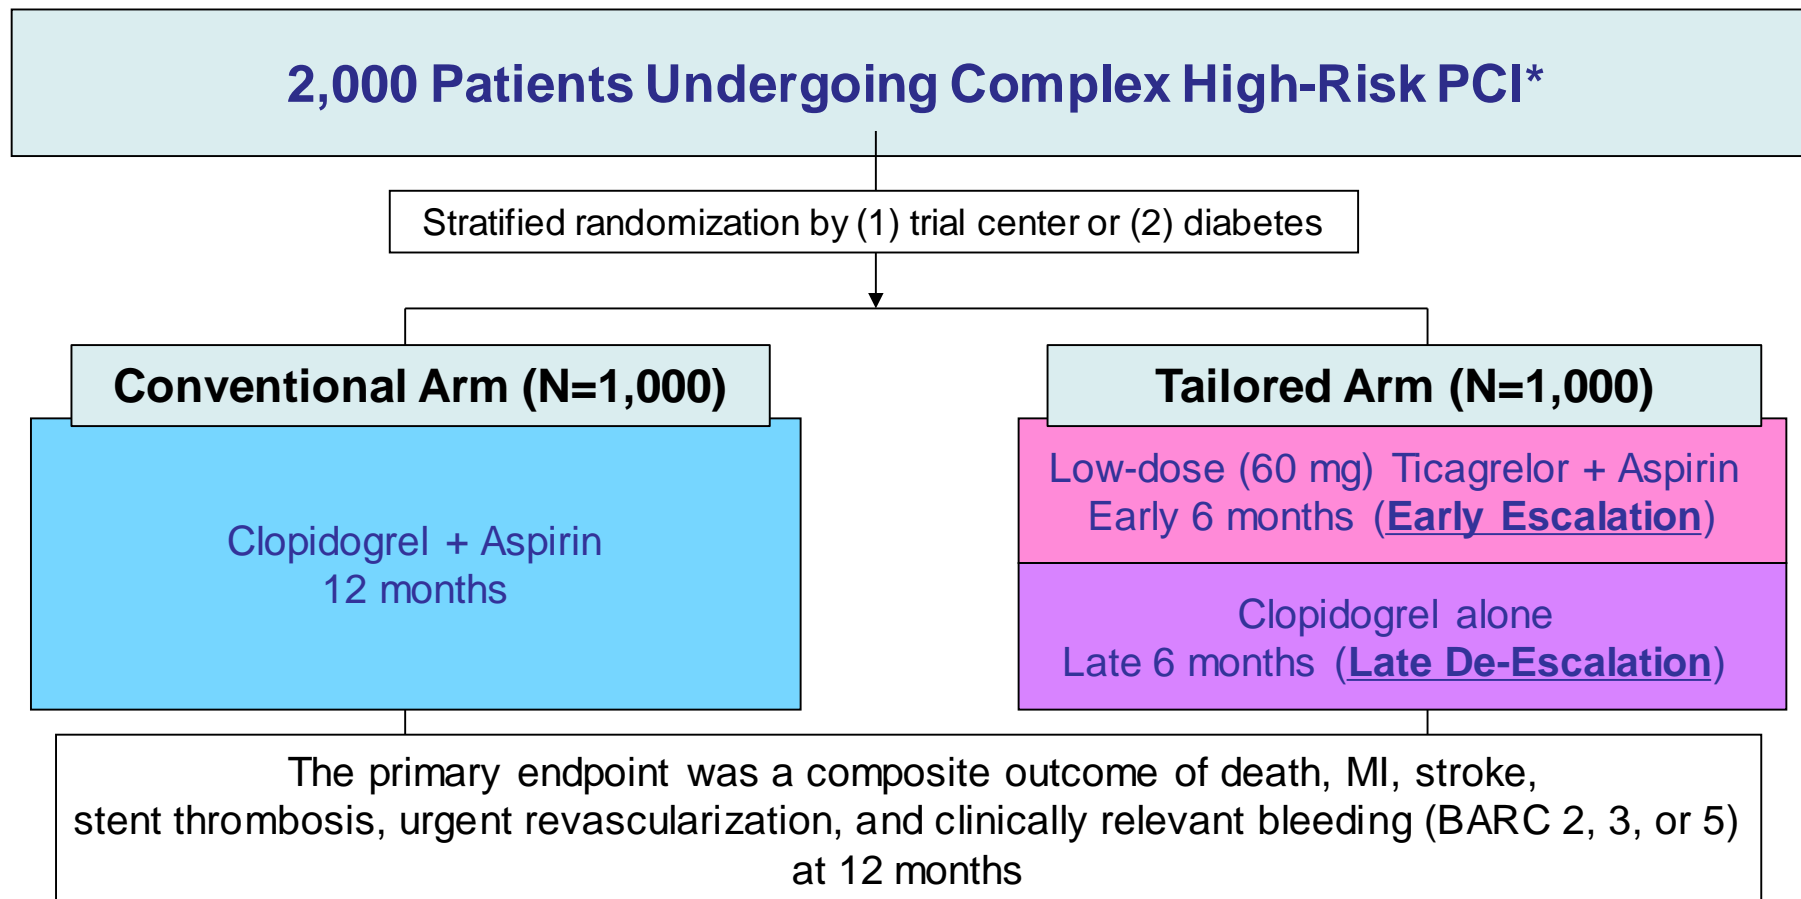 2,000 Patients Undergoing Complex High-Risk PCI*
Stratified randomization by (1) trial center or (2) diabetes
Conventional Arm (N=1,000)
Clopidogrel + Aspirin
12 months
Tailored Arm (N=1,000)
Low-dose (60 mg) Ticagrelor + Aspirin
Early 6 months (Early Escalation)
Clopidogrel alone
Late 6 months (Late De-Escalation)
The primary endpoint was a composite outcome of death, MI, stroke,
stent thrombosis, urgent revascularization, and clinically relevant bleeding (BARC 2, 3, or 5)
at 12 months